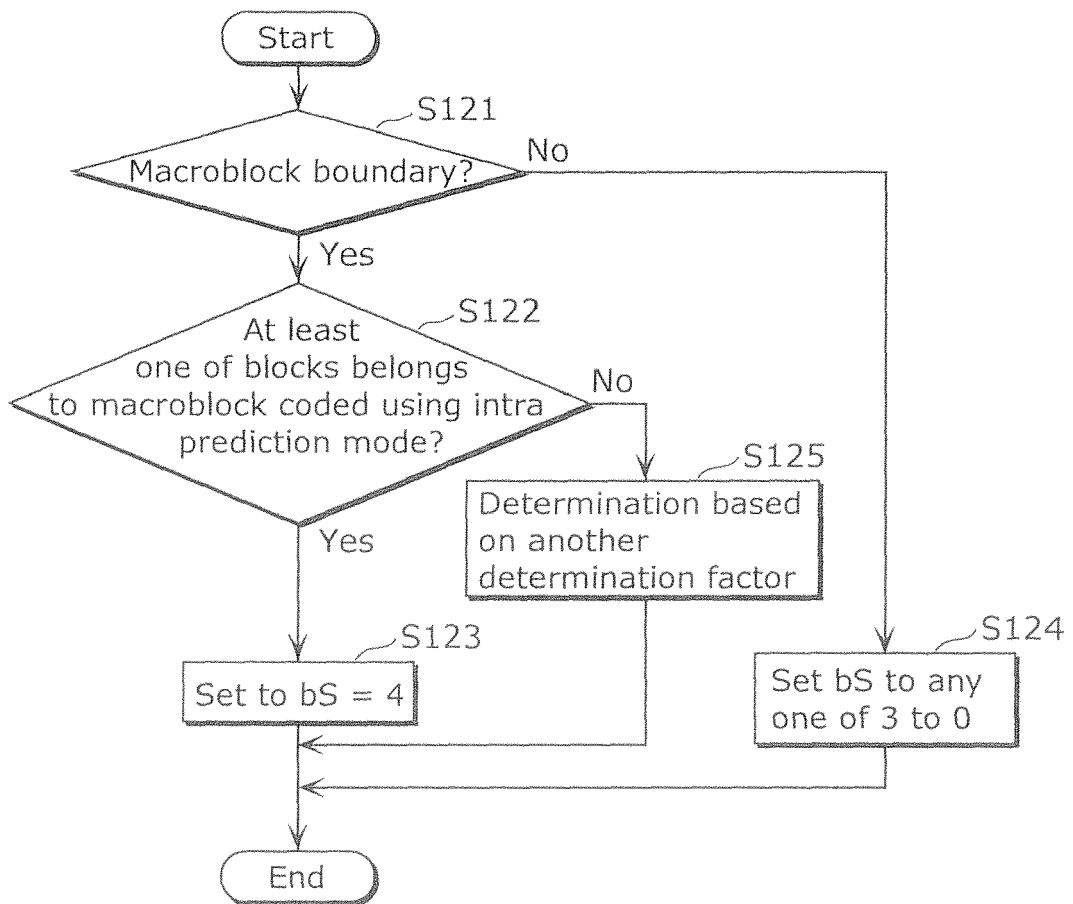 Start
S121
Macroblock boundary?
No
Yes
S122
At least
one of blocks belongs
to macroblock coded using intra
prediction mode?
No
Yes
S125
Determination based
on another
determination factor
S123
Set to bS = 4
S124
Set bS to any
one of 3 to 0
End